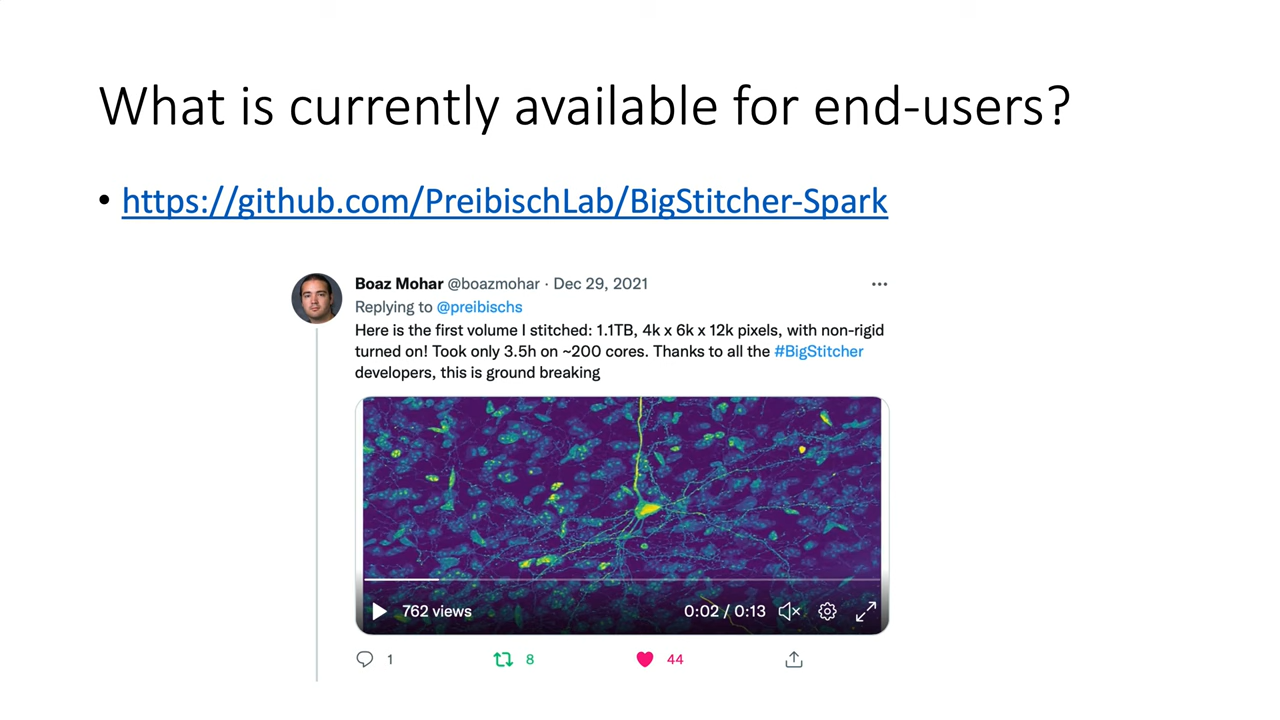 What is currently available for end-users?
• https://github.com/PreibischLab/BigStitcher-Spark
Boaz Mohar @boazmohar · Dec 29, 2021
Replying to @preibischs
Here is the first volume I stitched: 1.1TB, 4k x 6k x 12k pixels, with non-rigid
turned on! Took only 3.5h on ~200 cores. Thanks to all the #BigStitcher
developers, this is ground breaking
762 views 0:02 / 0:13
1 8 44